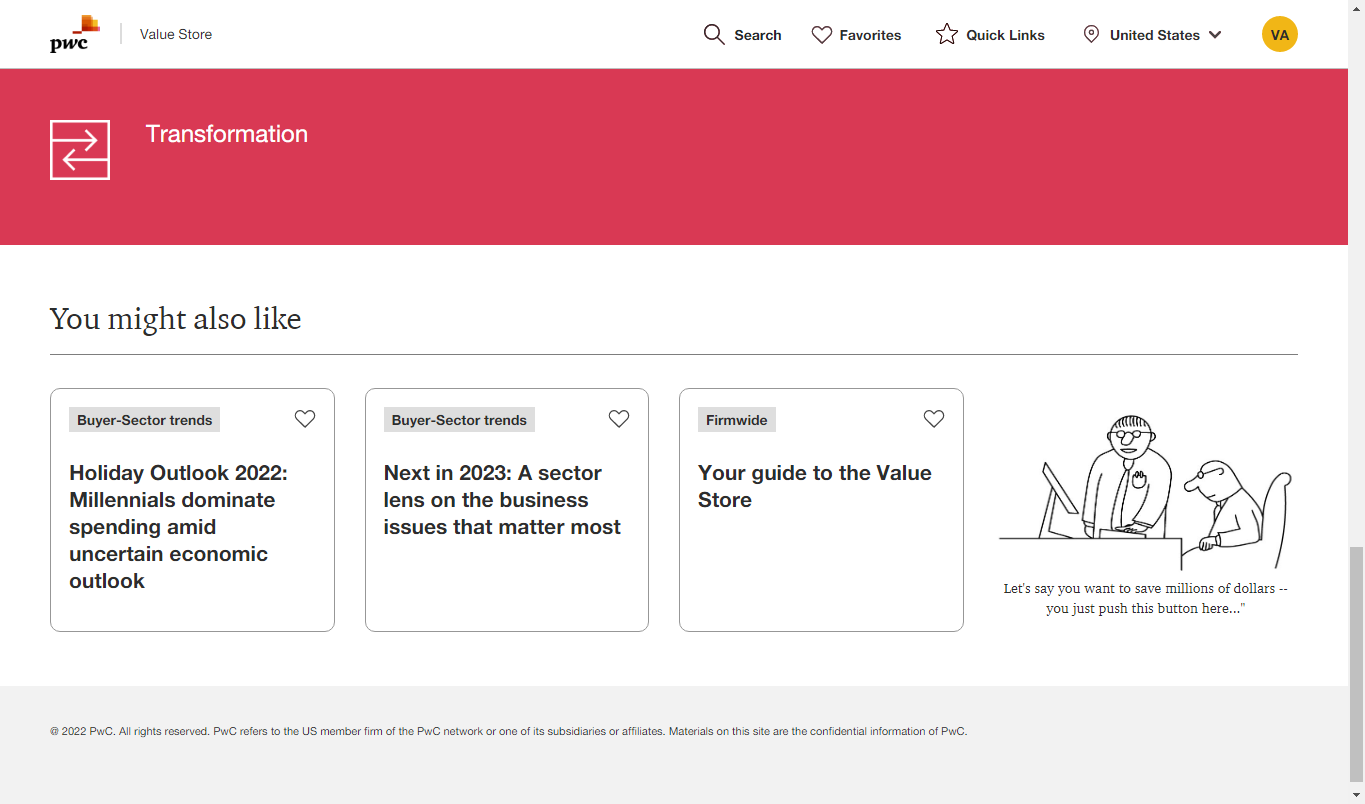 pwc
Value Store
Search
Favorites
Quick Links
United States
VA
Transformation
You might also like
Buyer-Sector trends
Holiday Outlook 2022:
Millennials dominate
spending amid
uncertain economic
outlook
Buyer-Sector trends
Next in 2023: A sector
lens on the business
issues that matter most
Firmwide
Your guide to the Value
Store
Let's say you want to save millions of dollars --
you just push this button here..."
@ 2022 PwC. All rights reserved. PwC refers to the US member firm of the PwC network or one of its subsidiaries or affiliates. Materials on this site are the confidential information of PwC.